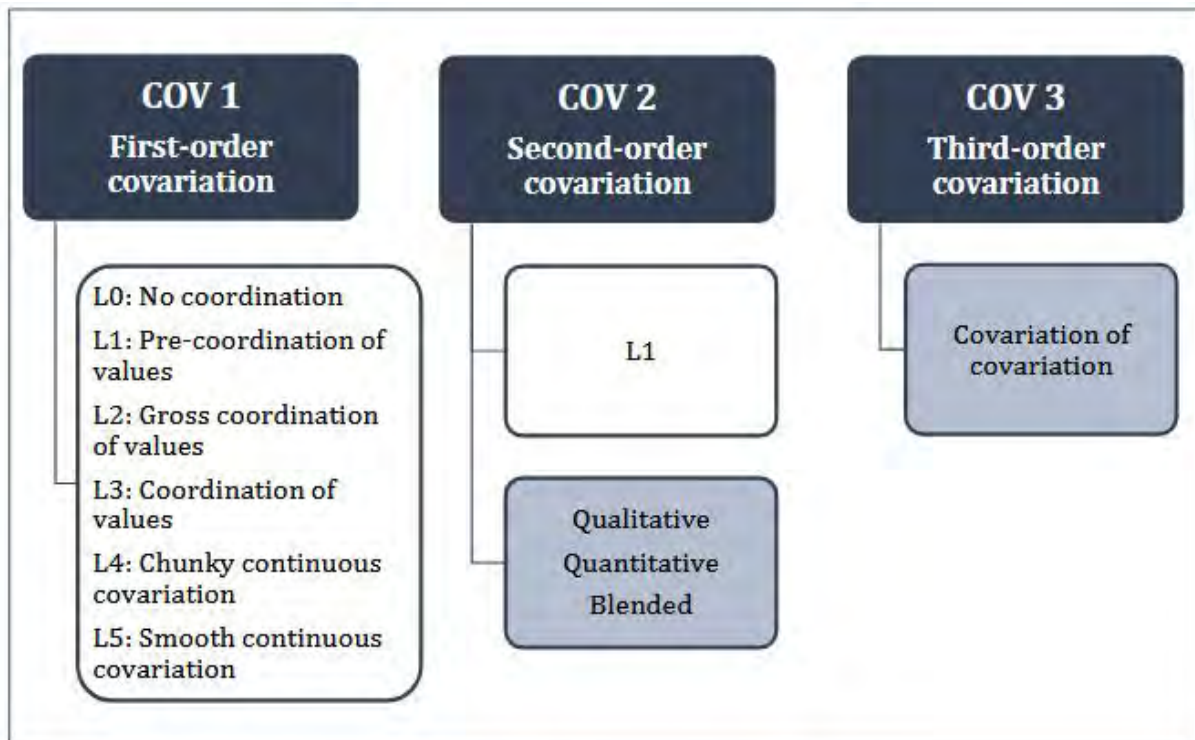 COV 1
First-order
covariation
L0: No coordination
L1: Pre-coordination of
values
L2: Gross coordination
of values
L3: Coordination of
values
L4: Chunky continuous
covariation
L5: Smooth continuous
covariation
COV 2
Second-order
covariation
L1
Qualitative
Quantitative
Blended
COV 3
Third-order
covariation
Covariation of
covariation